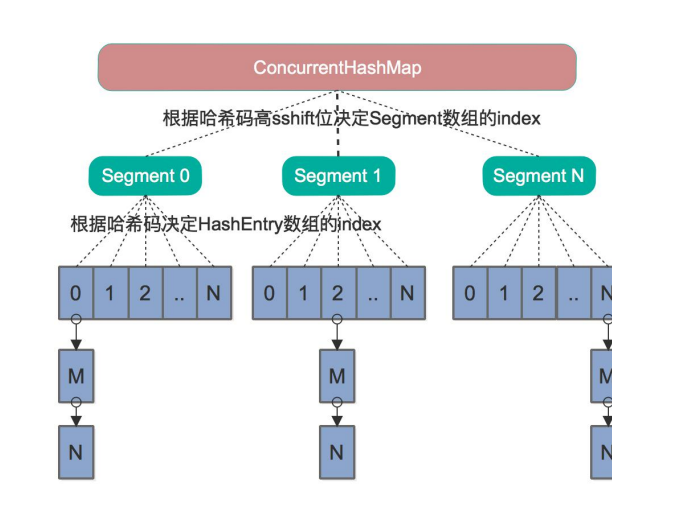 ConcurrentHashMap
根据哈希码高sshift位决定Segment数组的index
Segment 0 Segment 1 Segment N
根据哈希码决定HashEntry数组的index
0 1 2 .. N 0 1 2 .. N 0 1 2 .. N
M M M
N N N